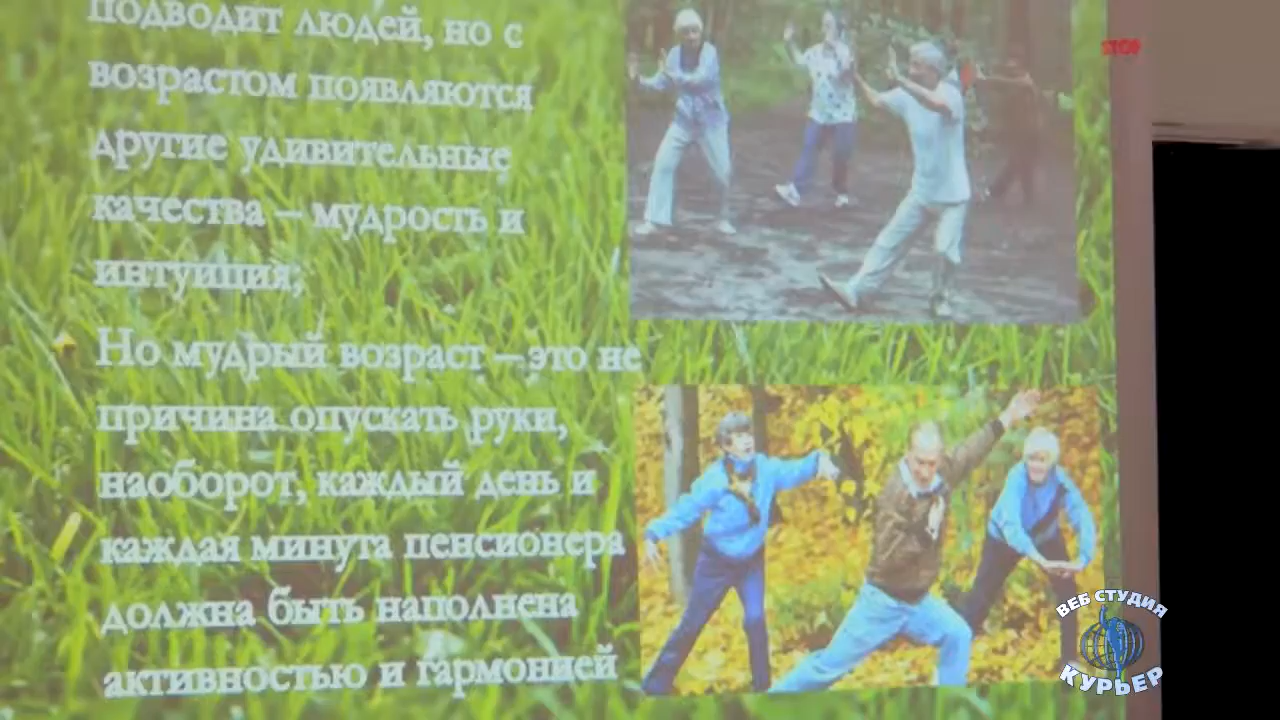 подводит людей, но с
возрастом появляются
другие удивительные
качества – мудрость и
интуиция;
Но мудрый возраст – это не
причина опускать руки,
наоборот, каждый день и
каждая минута пенсионера
должна быть наполнена
активностью и гармонией
STOP
ВЕБ СТУДИЯ
КУРЬЕР